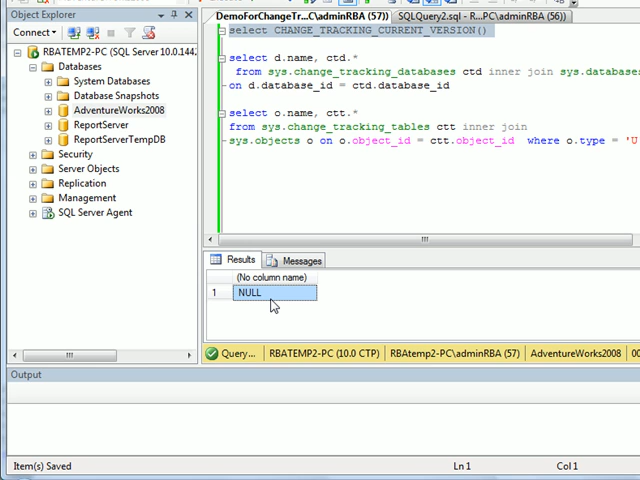 DemoForChangeTr...C\adminRBA (57))
SQLQuery2.sql - R...PC\adminRBA (56))
Object Explorer
Connect
RBATEMP2-PC (SQL Server 10.0.1442
Databases
System Databases
Database Snapshots
AdventureWorks2008
ReportServer
ReportServerTempDB
Security
Server Objects
Replication
Management
SQL Server Agent
select CHANGE_TRACKING_CURRENT_VERSION()
select d.name, ctd.*
from sys.change_tracking_databases ctd inner join sys.databases
on d.database_id = ctd.database_id
select o.name, ctt.*
from sys.change_tracking_tables ctt inner join
sys.objects o on o.object_id = ctt.object_id where o.type = 'U
Results
Messages
(No column name)
1 NULL
Query...
RBATEMP2-PC (10.0 CTP)
RBAtemp2-PC\adminRBA (57)
AdventureWorks2008
00
Output
Item(s) Saved
Ln 1
Col 1